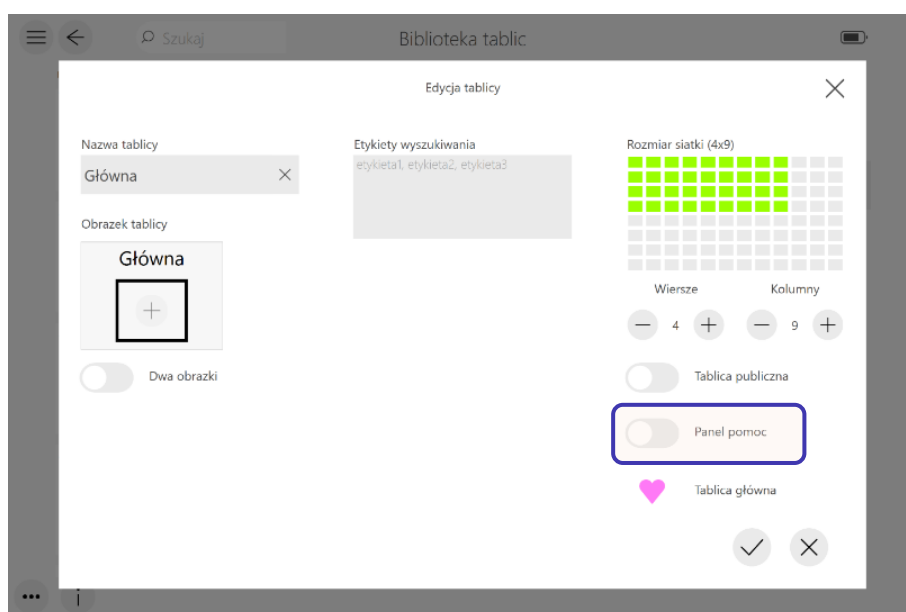 Szukaj
Biblioteka tablic
Edycja tablicy
Nazwa tablicy
Główna
Obrazek tablicy
Główna
Dwa obrazki
Etykiety wyszukiwania
etykieta1, etykieta2, etykieta3
Rozmiar siatki (4x9)
Wiersze
Kolumny
4
9
Tablica publiczna
Panel pomoc
Tablica główna